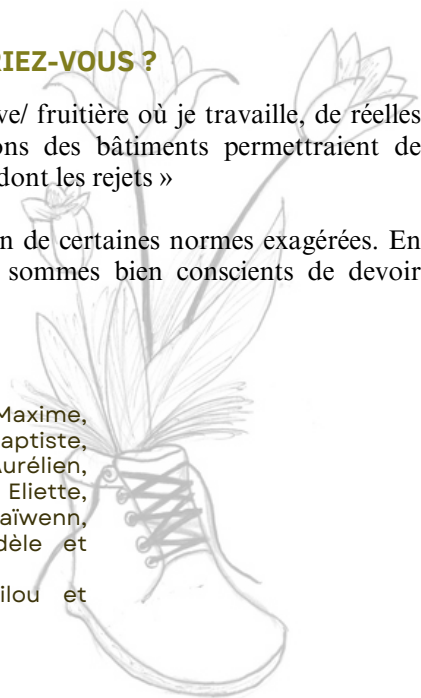 RIEZ-VOUS ?
ve/ fruitière où je travaille, de réelles
ons des bâtiments permettraient de
dont les rejets »
n de certaines normes exagérées. En
sommes bien conscients de devoir
Maxime,
aptiste,
Aurélien,
Eliette,
aïwenn,
dèle et
ilou et